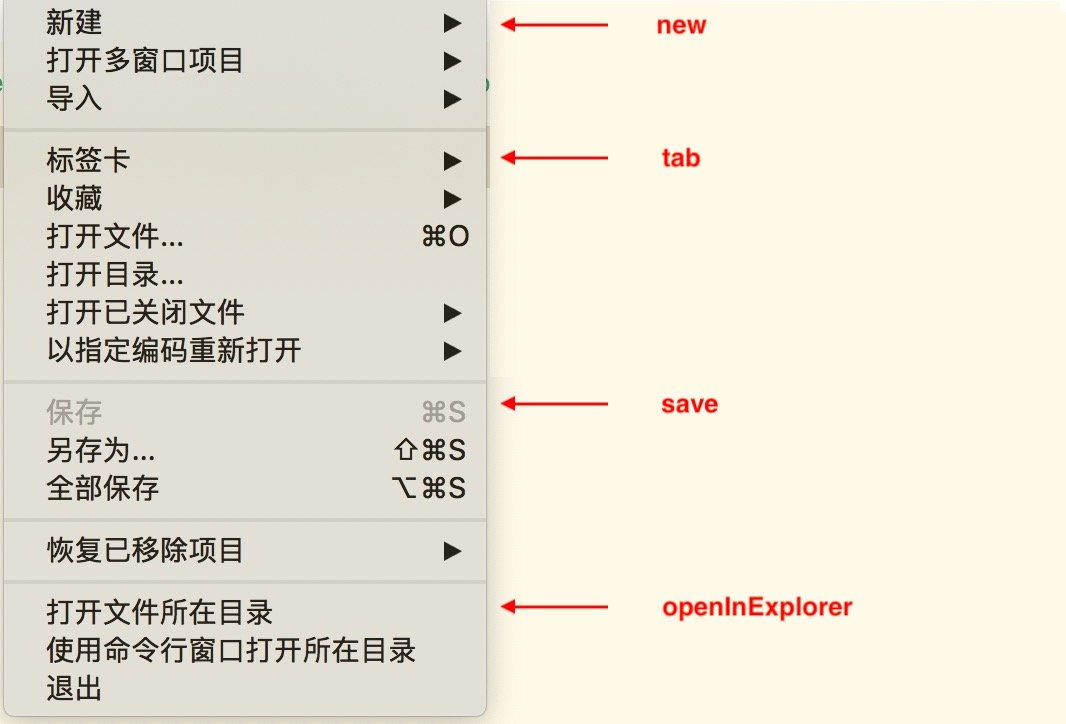 新建 ▶ new
打开多窗口项目 ▶
导入 ▶
标签卡 ▶ tab
收藏 ▶
打开文件... ⌘O
打开目录...
打开已关闭文件 ▶
以指定编码重新打开 ▶
保存 ⌘S save
另存为... ⇧⌘S
全部保存 ⌥⌘S
恢复已移除项目 ▶
打开文件所在目录 openInExplorer
使用命令行窗口打开所在目录
退出